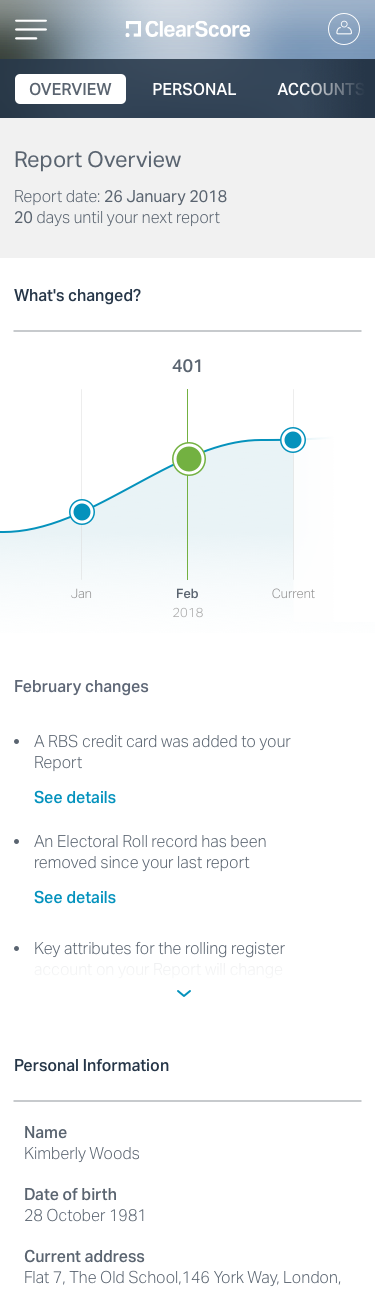 ClearScore
OVERVIEW PERSONAL ACCOUNTS
Report Overview
Report date: 26 January 2018
20 days until your next report
What's changed?
401
Jan Feb Current
2018
February changes
• A RBS credit card was added to your
Report
See details
• An Electoral Roll record has been
removed since your last report
See details
• Key attributes for the rolling register
account on your Report will change
Personal Information
Name
Kimberly Woods
Date of birth
28 October 1981
Current address
Flat 7, The Old School,146 York Way, London,